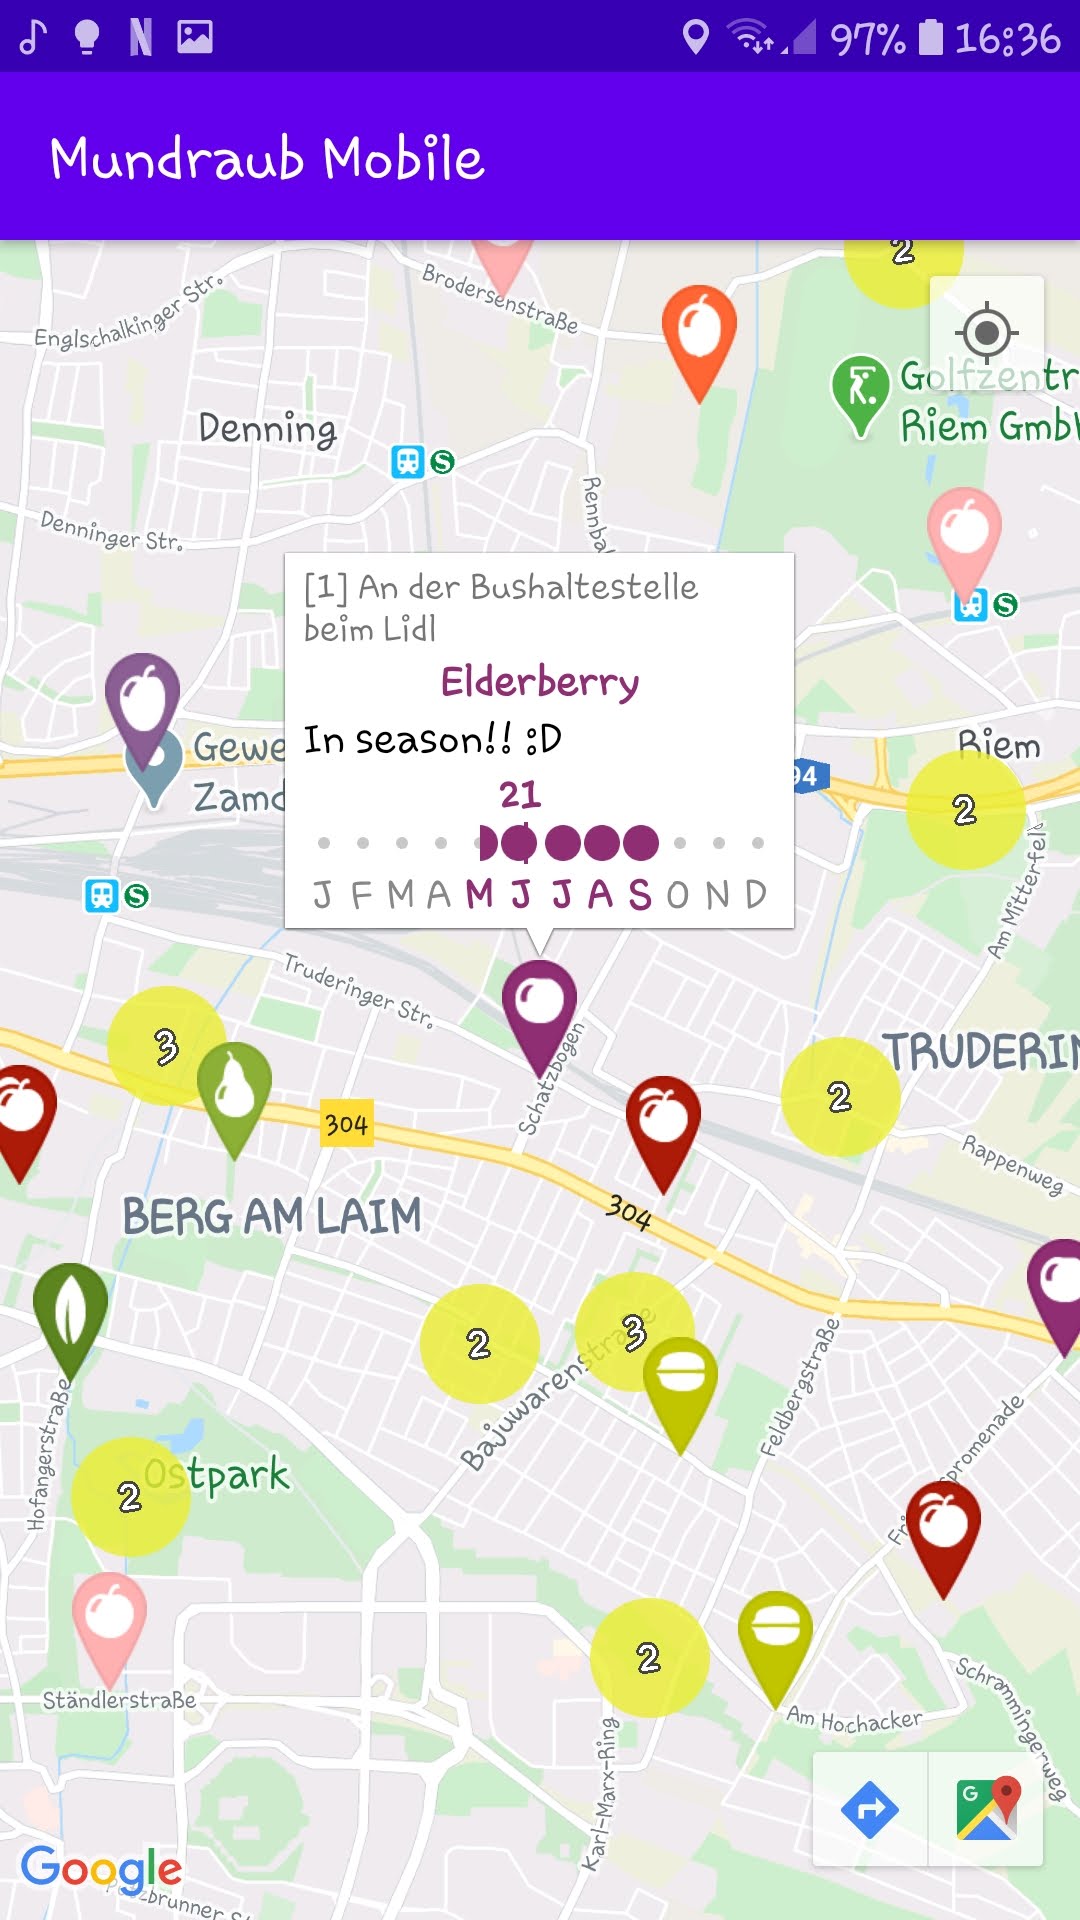 97% 16:36
Mundraub Mobile
2
Brodersenstraße
Englschalkinger Str.
Golfzentr
Riem Gmb
Denning
S
Denninger Str.
Rennba
S
[1] An der Bushaltestelle
beim Lidl
Elderberry
In season!! :D
21
J F M A M J J A S O N D
Gewe
Zamd
94
Riem
2
S
Am Mitterfeld
Truderinger Str.
3
Schatzbogen
TRUDERIN
2
304
Rappenweg
BERG AM LAIM
304
2
3
Bajuwarenstraße
Feldbergstraße
Hofangerstraße
Ostpark
2
spromenade
Fri
2
Ständlerstraße
Am Hochacker
Schrammingerweg
Karl-Marx-Ring
G
Google
brunner S